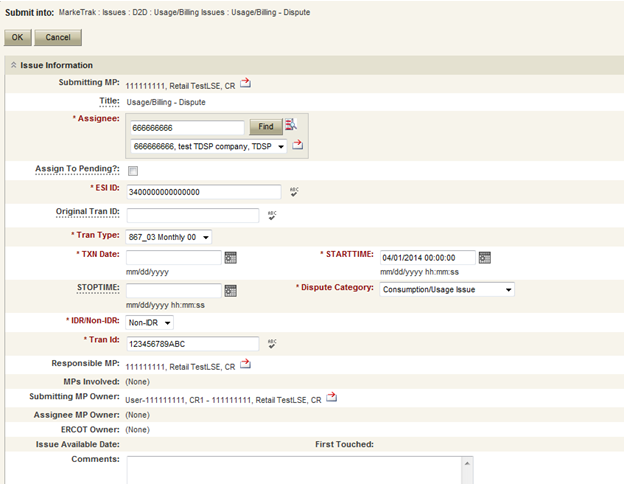 Submit into: MarkeTrak : Issues : D2D : Usage/Billing Issues : Usage/Billing - Dispute
OK Cancel
Issue Information
Submitting MP: 111111111, Retail TestLSE, CR
Title: Usage/Billing - Dispute
* Assignee: 666666666 Find
666666666, test TDSP company, TDSP
Assign To Pending?:
* ESI ID: 3400000000000000
Original Tran ID:
* Tran Type: 867_03 Monthly 00
* TXN Date: * STARTTIME: 04/01/2014 00:00:00
mm/dd/yyyy mm/dd/yyyy hh:mm:ss
STOPTIME: * Dispute Category: Consumption/Usage Issue
mm/dd/yyyy hh:mm:ss
* IDR/Non-IDR: Non-IDR
* Tran Id: 123456789ABC
Responsible MP: 111111111, Retail TestLSE, CR
MPs Involved: (None)
Submitting MP Owner: User-111111111, CR1 - 111111111, Retail TestLSE, CR
Assignee MP Owner: (None)
ERCOT Owner: (None)
Issue Available Date: First Touched:
Comments: